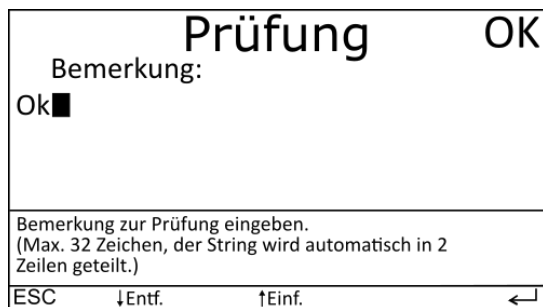 Prüfung OK
Bemerkung:
Ok
Bemerkung zur Prüfung eingeben.
(Max. 32 Zeichen, der String wird automatisch in 2
Zeilen geteilt.)
ESC ↓Entf. ↑Einf. ↵